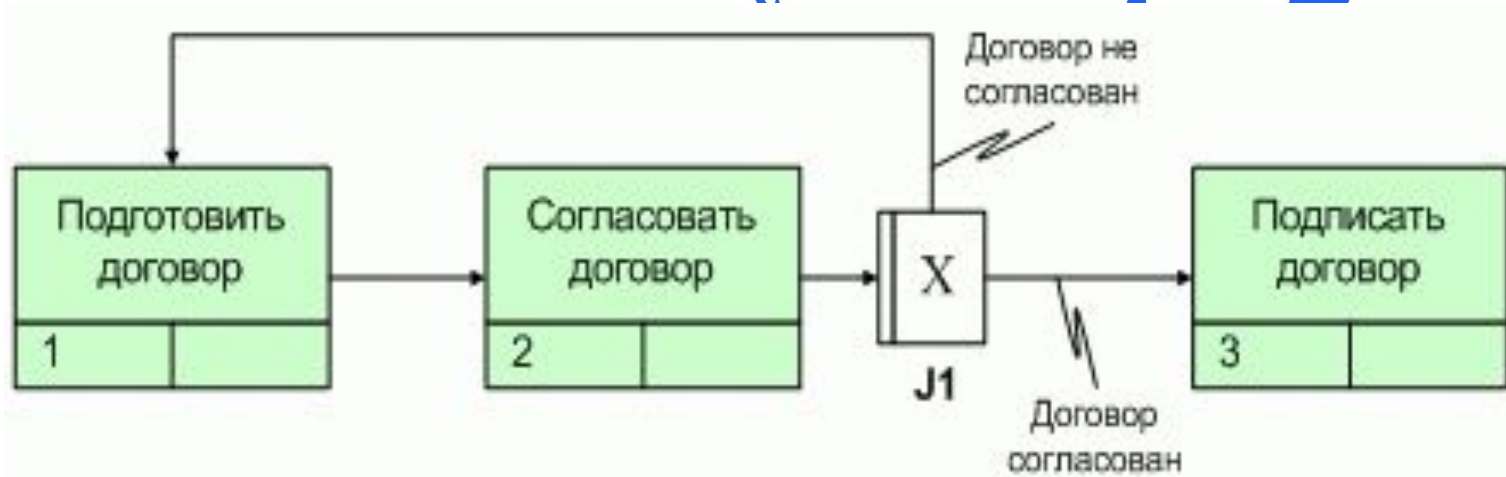 Договор не
согласован
Подготовить
договор
1
Согласовать
договор
2
X
J1
Договор
согласован
Подписать
договор
3